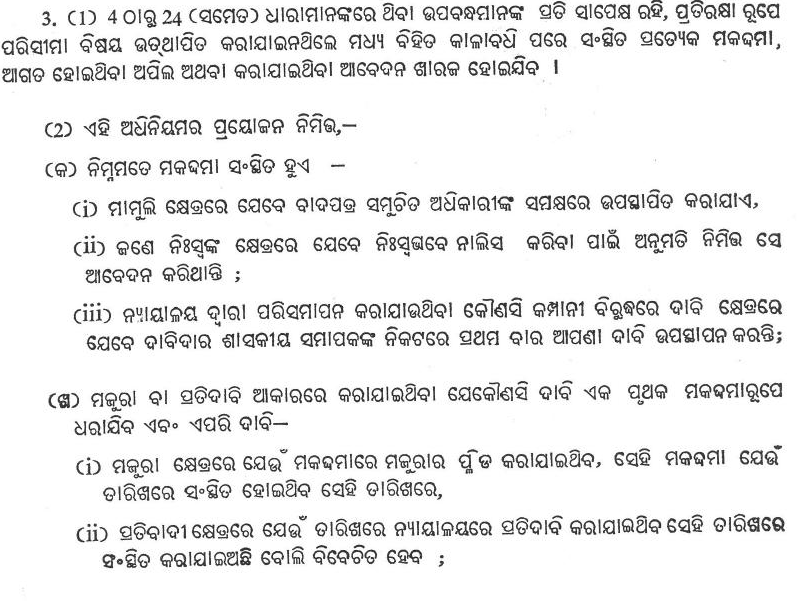 3. (1) 4 ଠାରୁ 24 (ସମେତ) ଧାରାମାନଙ୍କରେ ଥିବା ଉପବନ୍ଧମାନଙ୍କ ପ୍ରତି ସାପେକ୍ଷ ରହି, ପ୍ରତିରକ୍ଷା ରୂପେ
ପରିସୀମା ବିଷୟ ଉତ୍ଥାପିତ କରାଯାଇନଥିଲେ ମଧ୍ୟ ବିହିତ କାଳାବଧି ପରେ ସଂସ୍ଥିତ ପ୍ରତ୍ୟେକ ମକଦ୍ଦମା,
ଆଗତ ହୋଇଥିବା ଅପିଲ ଅଥବା କରାଯାଇଥିବା ଆବେଦନ ଖାରଜ ହୋଇଯିବ ।
(2) ଏହି ଅଧିନିୟମର ପ୍ରୟୋଜନ ନିମିତ୍ତ,—
(କ) ନିମ୍ନମତେ ମକଦ୍ଦମା ସଂସ୍ଥିତ ହୁଏ —
(i) ମାମୁଲି କ୍ଷେତ୍ରରେ ଯେବେ ବାଦପତ୍ର ସମୁଚିତ ଅଧିକାରୀଙ୍କ ସମକ୍ଷରେ ଉପସ୍ଥାପିତ କରାଯାଏ,
(ii) ଜଣେ ନିଃସ୍ୱଙ୍କ କ୍ଷେତ୍ରରେ ଯେବେ ନିଃସ୍ୱଭବେ ନାଲିସ କରିବା ପାଇଁ ଅନୁମତି ନିମିତ୍ତ ସେ
ଆବେଦନ କରିଥାନ୍ତି ;
(iii) ନ୍ୟାୟାଳୟ ଦ୍ୱାରା ପରିସମାପନ କରାଯାଉଥିବା କୌଣସି କମ୍ପାନୀ ବିରୁଦ୍ଧରେ ଦାବି କ୍ଷେତ୍ରରେ
ଯେବେ ଦାବିଦାର ଶାସକୀୟ ସମାପକଙ୍କ ନିକଟରେ ପ୍ରଥମ ବାର ଆପଣା ଦାବି ଉପସ୍ଥାପନ କରନ୍ତି;
(ଖ) ମଜୁରା ବା ପ୍ରତିଦାବି ଆକାରରେ କରାଯାଇଥିବା ଯେକୌଣସି ଦାବି ଏକ ପୃଥକ ମକଦ୍ଦମାରୂପେ
ଧରାଯିବ ଏବଂ ଏପରି ଦାବି—
(i) ମଜୁରା କ୍ଷେତ୍ରରେ ଯେଉଁ ମକଦ୍ଦମାରେ ମଜୁରାର ପ୍ଲିଡ କରାଯାଇଥିବ, ସେହି ମକଦ୍ଦମା ଯେଉଁ
ତାରିଖରେ ସଂସ୍ଥିତ ହୋଇଥିବ ସେହି ତାରିଖରେ,
(ii) ପ୍ରତିବାଦୀ କ୍ଷେତ୍ରରେ ଯେଉଁ ତାରିଖରେ ନ୍ୟାୟାଳୟରେ ପ୍ରତିଦାବି କରାଯାଇଥିବ ସେହି ତାରିଖରେ
ସଂସ୍ଥିତ କରାଯାଇଅଛି ବୋଲି ବିବେଚିତ ହେବ ;